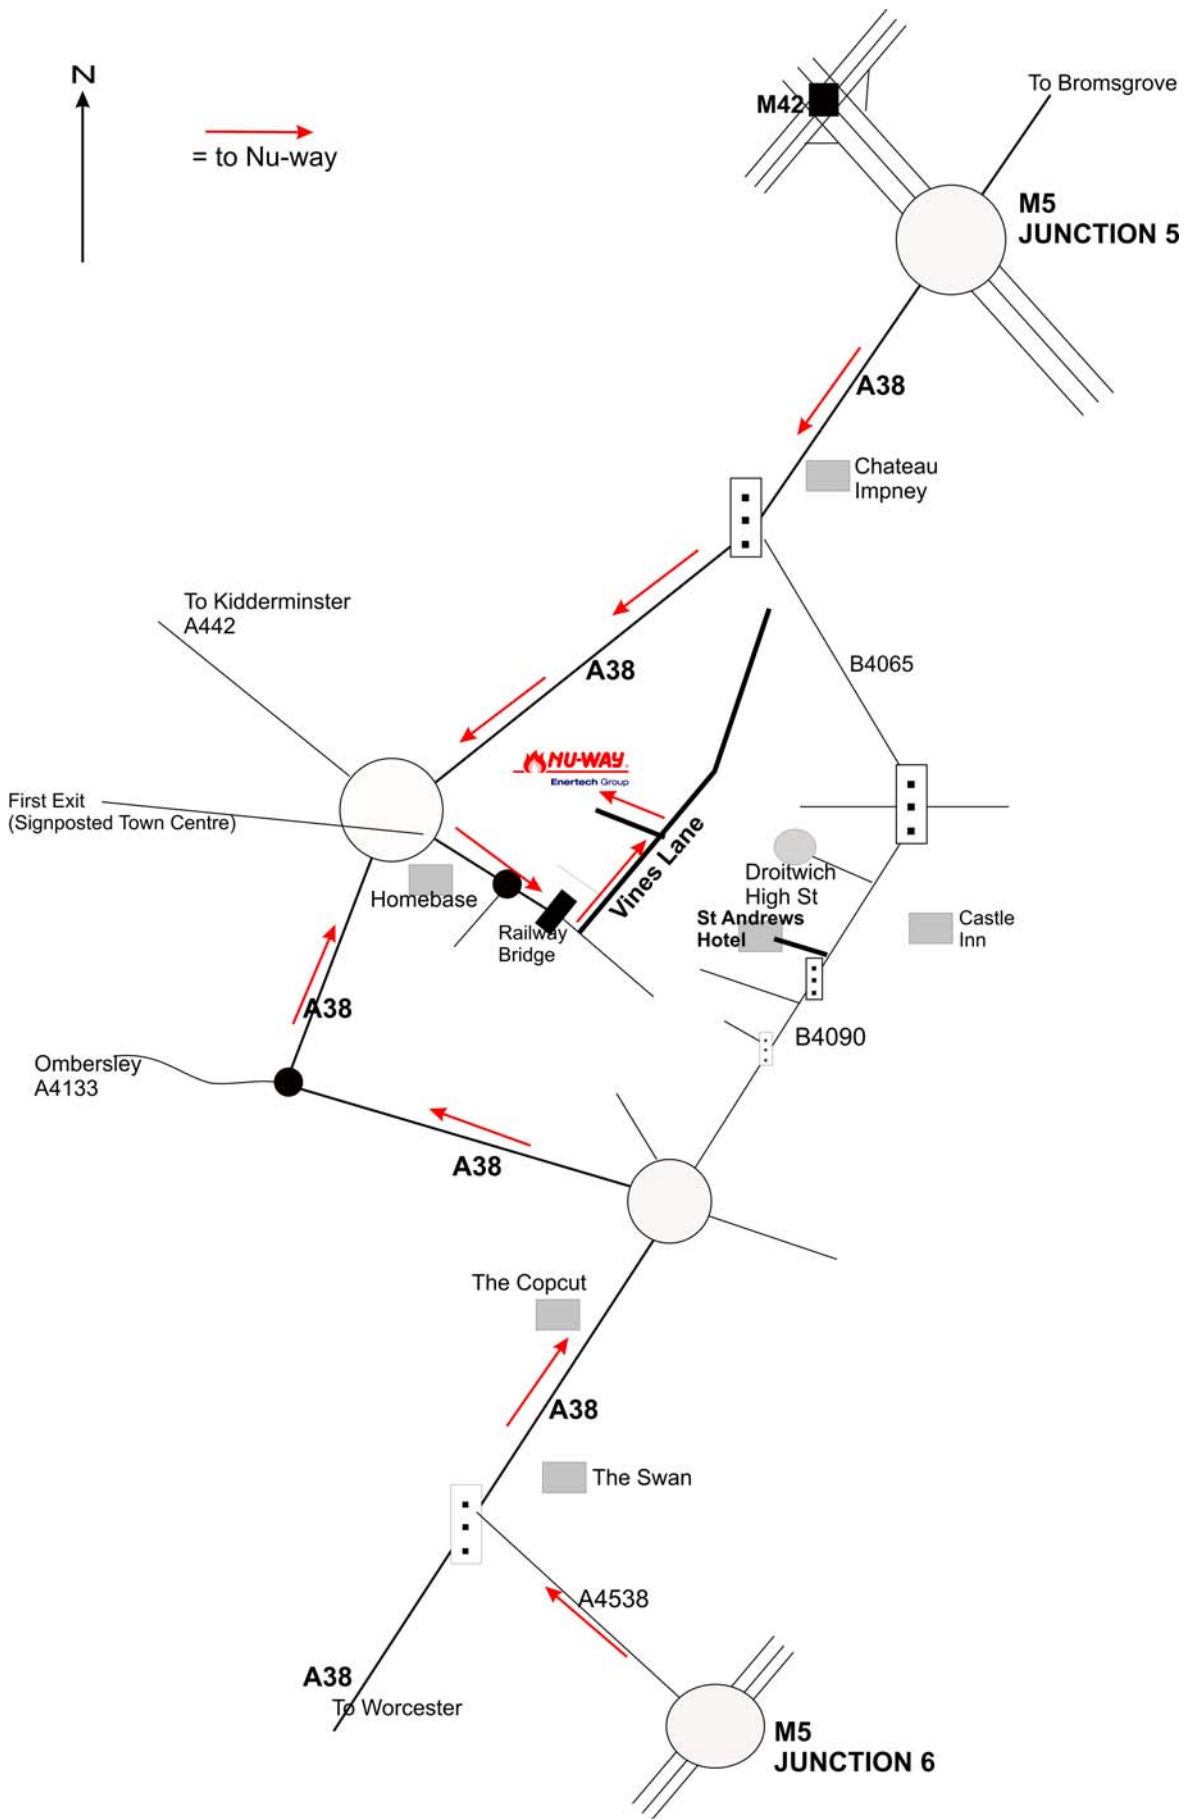 To Bromsgrove
M42
N
= to Nu-way
M5
JUNCTION 5
A38
Chateau
Impney
To Kidderminster
A442
A38
B4065
NU-WAY
Enertech Group
First Exit
(Signposted Town Centre)
Vines Lane
Droitwich
High St
Homebase
St Andrews
Hotel
Castle
Inn
Railway
Bridge
A38
B4090
Ombersley
A4133
A38
The Copcut
A38
The Swan
A4538
A38
To Worcester
M5
JUNCTION 6